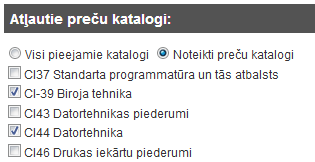 Atļautie preču katalogi:
Visi pieejamie katalogi Noteikti preču katalogi
CI37 Standarta programmatūra un tās atbalsts
CI-39 Biroja tehnika
CI43 Datortehnikas piederumi
CI44 Datortehnika
CI46 Drukas iekārtu piederumi